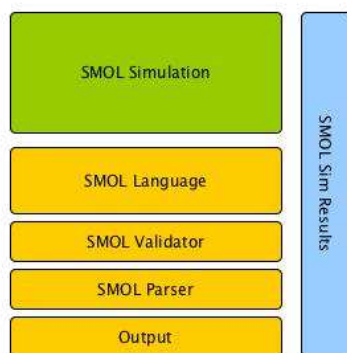 SMOL Simulation
SMOL Language
SMOL Validator
SMOL Parser
Output
SMOL Sim Results